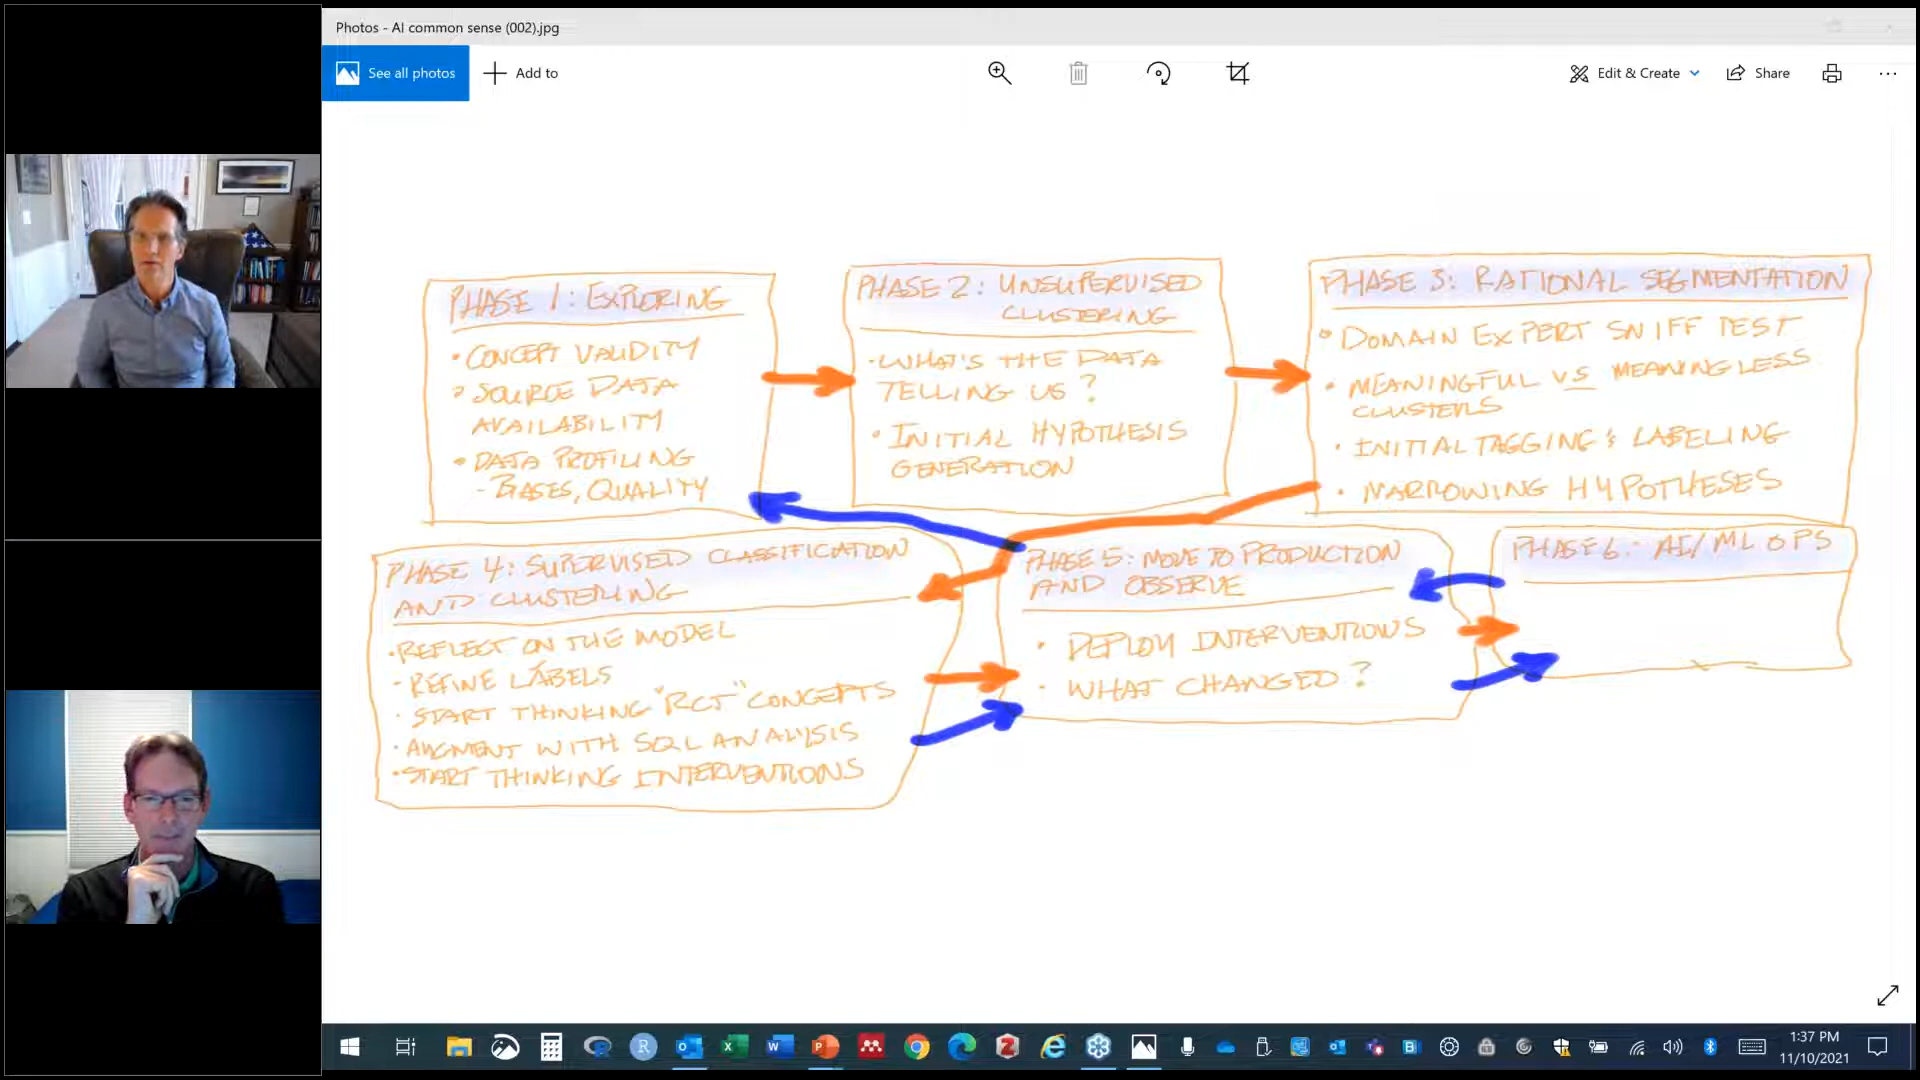 Photos - AI common sense (002).jpg
See all photos
Add to
Edit & Create
Share
PHASE 1: EXPLORING
• CONCEPT VALIDITY
• SOURCE DATA
AVAILABILITY
• DATA PROFILING
- BIASES, QUALITY
PHASE 2: UNSUPERVISED
CLUSTERING
• WHAT'S THE DATA
TELLING US?
• INITIAL HYPOTHESIS
GENERATION
PHASE 3: RATIONAL SEGMENTATION
• DOMAIN EXPERT SNIFF TEST
• MEANINGFUL VS MEANINGLESS
CLUSTERS
• INITIAL TAGGING & LABELING
• NARROWING HYPOTHESES
PHASE 4: SUPERVISED CLASSIFICATION
AND CLUSTERING
• REFLECT ON THE MODEL
• REFINE LABELS
• START THINKING "RCT" CONCEPTS
• AUGMENT WITH SQL ANALYSIS
• START THINKING INTERVENTIONS
PHASE 5: MOVE TO PRODUCTION
AND OBSERVE
• DEPLOY INTERVENTIONS
• WHAT CHANGED?
PHASE 6: AI/ML OPS
1:37 PM
11/10/2021